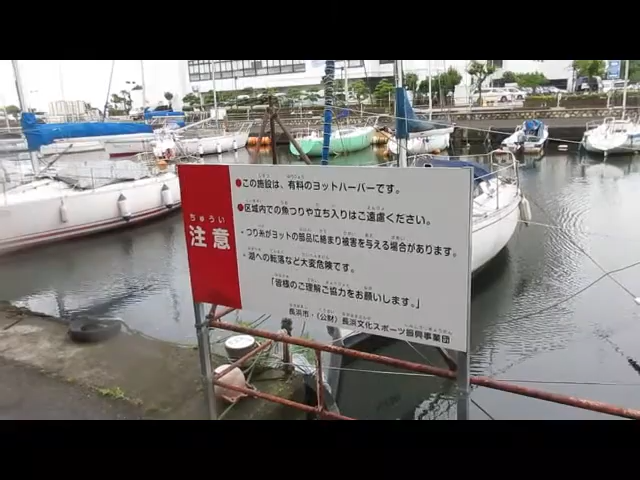 注意
●この施設は、有料のヨットハーバーです。
●区域内での魚つりや立ち入りはご遠慮ください。
・つり糸がヨットの部品に絡まり被害を与える場合があります。
・湖への転落など大変危険です。
「皆様のご理解ご協力をお願いします。」
長浜市・(公財)長浜文化スポーツ振興事業団